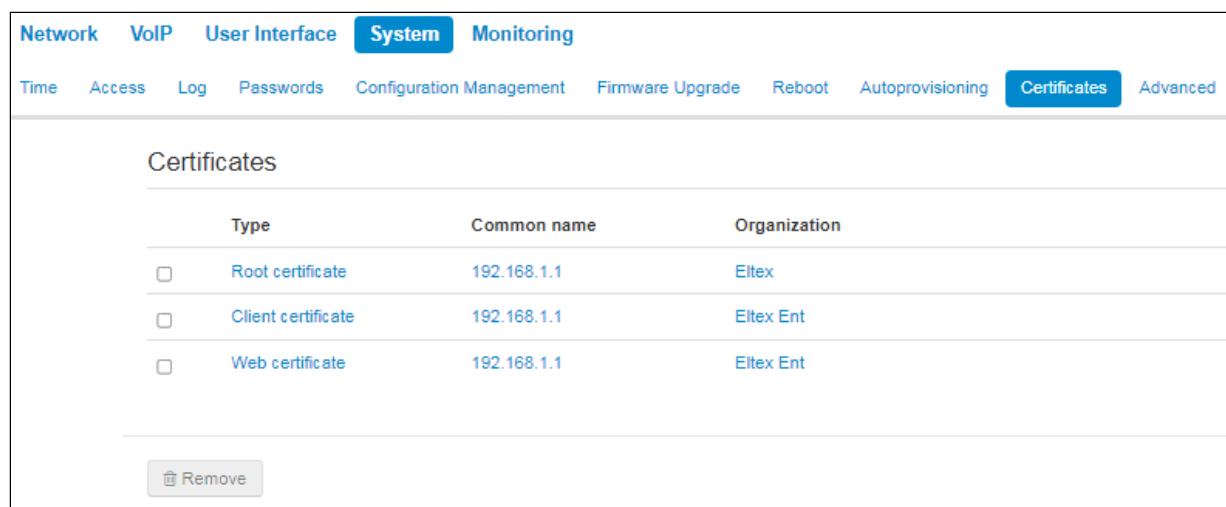 Network VoIP User Interface System Monitoring
Time Access Log Passwords Configuration Management Firmware Upgrade Reboot Autoprovisioning Certificates Advanced
Certificates
Type Common name Organization
Root certificate 192.168.1.1 Eltex
Client certificate 192.168.1.1 Eltex Ent
Web certificate 192.168.1.1 Eltex Ent
Remove